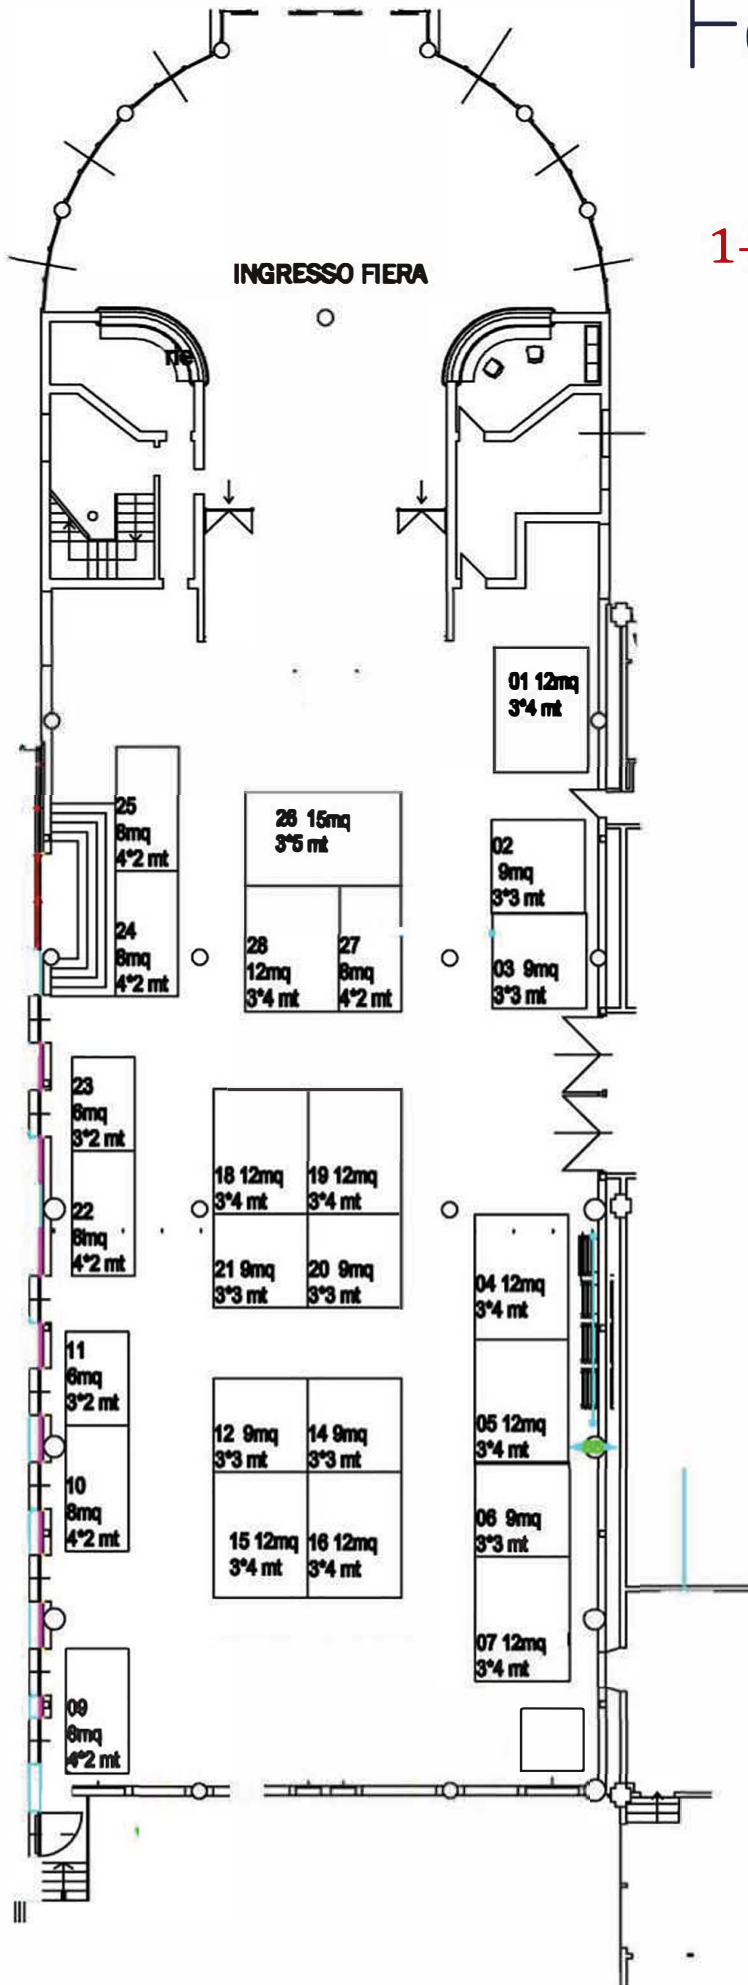 INGRESSO FIERA
1-
01 12mq
3*4 mt
25
8mq
4*2 mt
26 15mq
3*5 mt
02
9mq
3*3 mt
24
8mq
4*2 mt
28
12mq
3*4 mt
27
8mq
4*2 mt
03 9mq
3*3 mt
23
6mq
3*2 mt
18 12mq
3*4 mt
19 12mq
3*4 mt
22
8mq
4*2 mt
21 9mq
3*3 mt
20 9mq
3*3 mt
04 12mq
3*4 mt
11
6mq
3*2 mt
12 9mq
3*3 mt
14 9mq
3*3 mt
05 12mq
3*4 mt
10
8mq
4*2 mt
15 12mq
3*4 mt
16 12mq
3*4 mt
06 9mq
3*3 mt
07 12mq
3*4 mt
09
8mq
4*2 mt